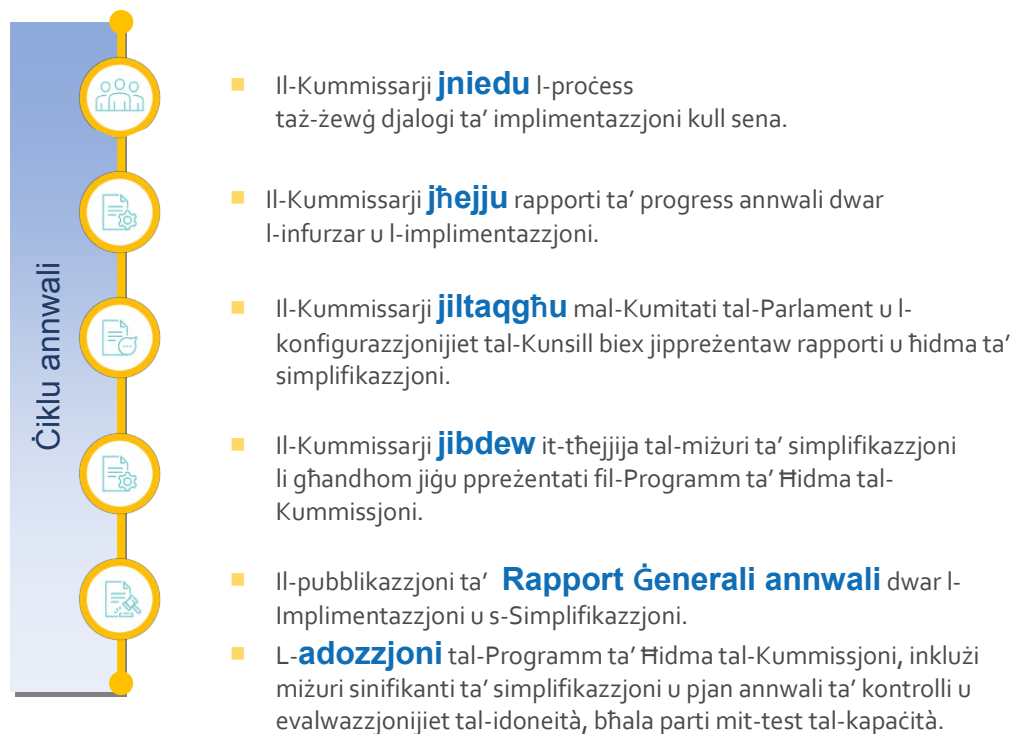 Ċiklu annwali
Il-Kummissarji jniedu l-proċess
taż-żewġ djalogi ta’ implimentazzjoni kull sena.
Il-Kummissarji jħejju rapporti ta’ progress annwali dwar
l-infurzar u l-implimentazzjoni.
Il-Kummissarji jiltaqgħu mal-Kumitati tal-Parlament u l-
konfigurazzjonijiet tal-Kunsill biex jippreżentaw rapporti u ħidma ta’
simplifikazzjoni.
Il-Kummissarji jibdew it-tħejjija tal-miżuri ta’ simplifikazzjoni
li għandhom jiġu ppreżentati fil-Programm ta’ Ħidma tal-
Kummissjoni.
Il-pubblikazzjoni ta’ Rapport Ġenerali annwali dwar l-
Implimentazzjoni u s-Simplifikazzjoni.
L-adozzjoni tal-Programm ta’ Ħidma tal-Kummissjoni, inklużi
miżuri sinifikanti ta’ simplifikazzjoni u pjan annwali ta’ kontrolli u
evalwazzjonijiet tal-idoneità, bħala parti mit-test tal-kapaċità.